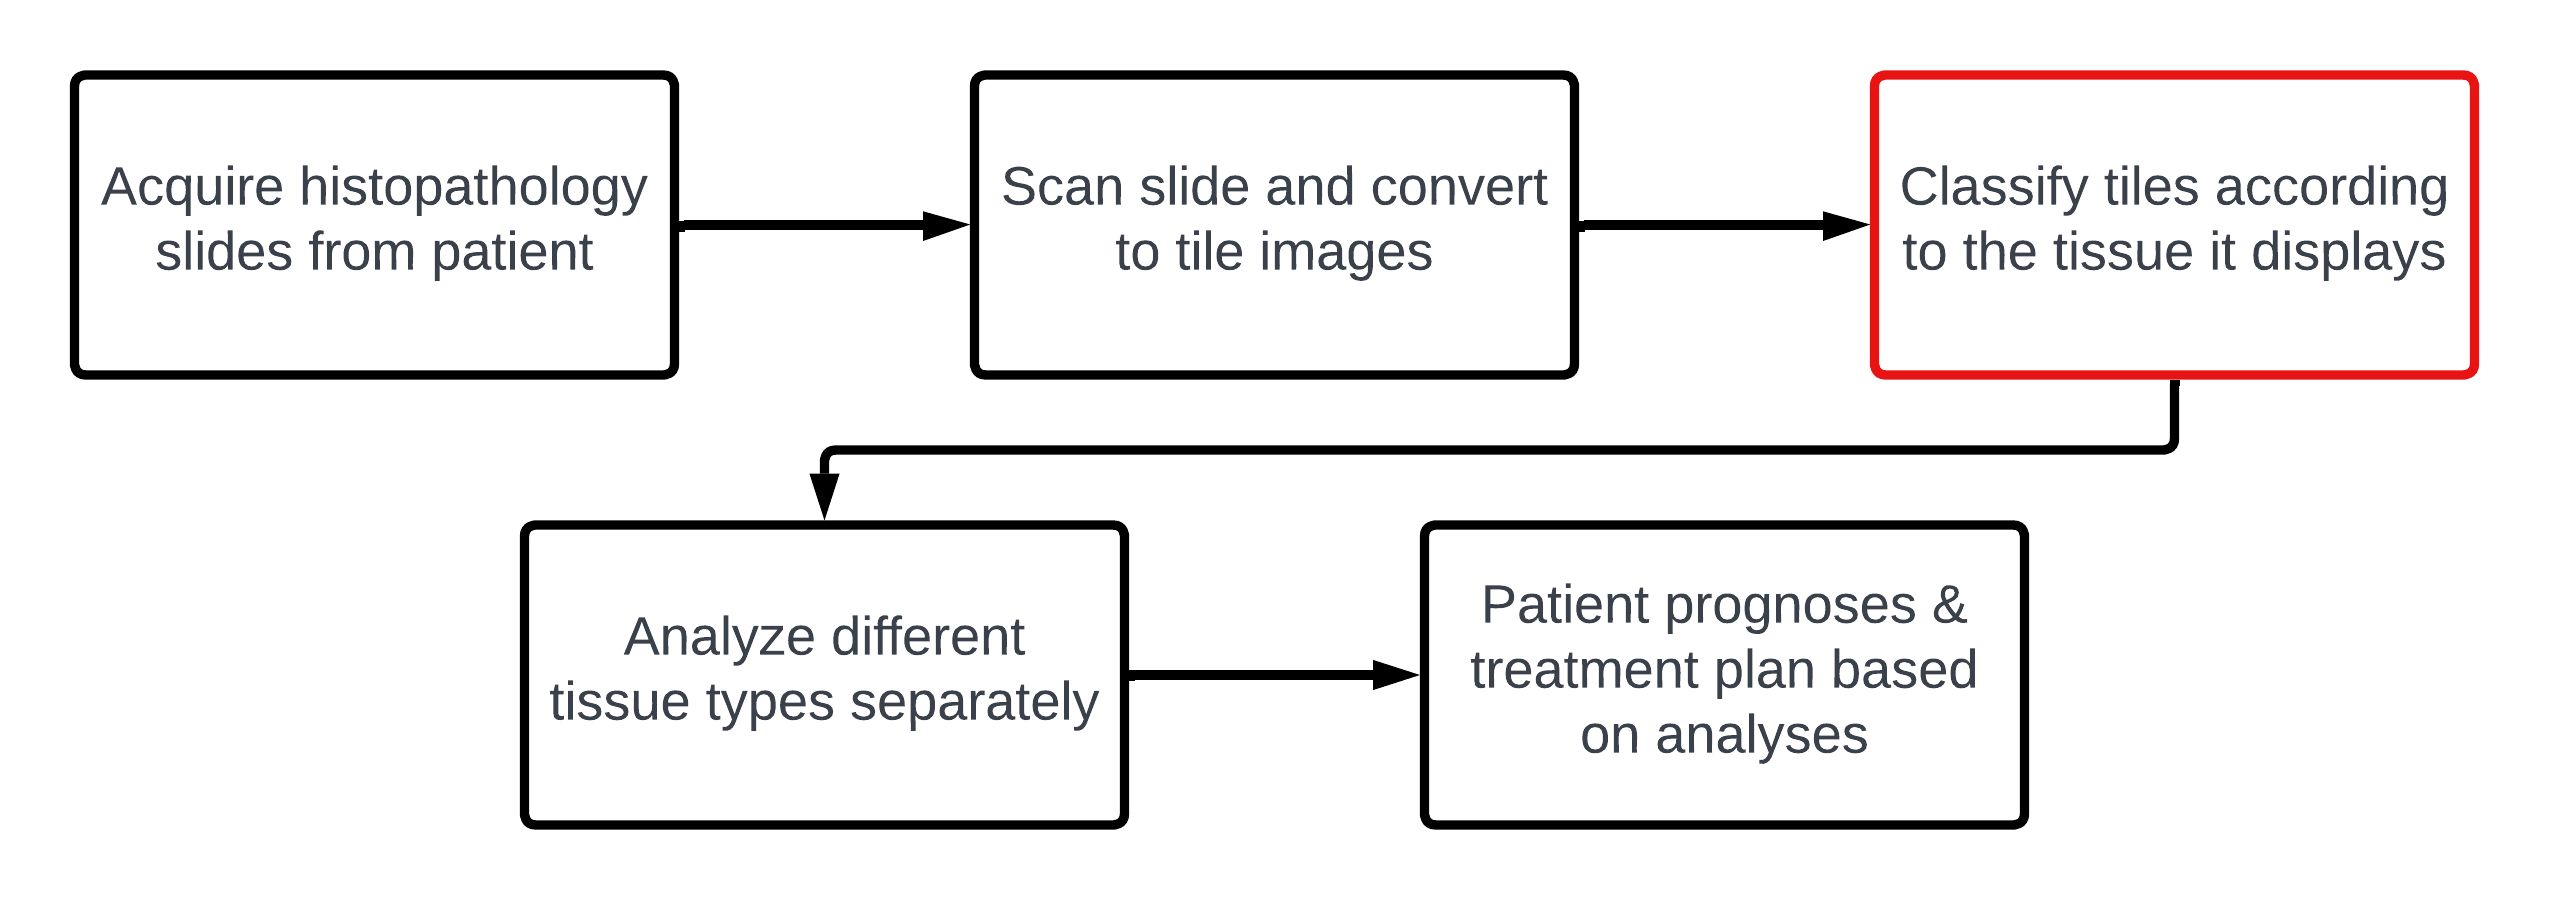 Acquire histopathology
slides from patient
Scan slide and convert
to tile images
Classify tiles according
to the tissue it displays
Analyze different
tissue types separately
Patient prognoses &
treatment plan based
on analyses